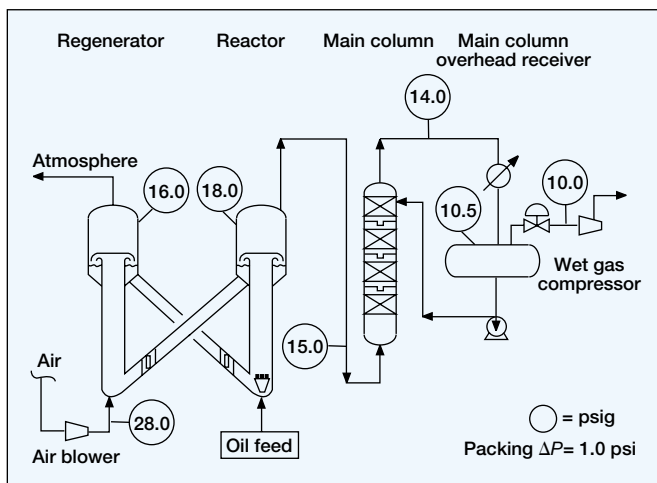 Regenerator
Reactor
Main column
Main column
overhead receiver
14.0
Atmosphere
16.0
18.0
10.5
10.0
Wet gas
compressor
15.0
Air
28.0
Air blower
Oil feed
= psig
Packing ΔP= 1.0 psi